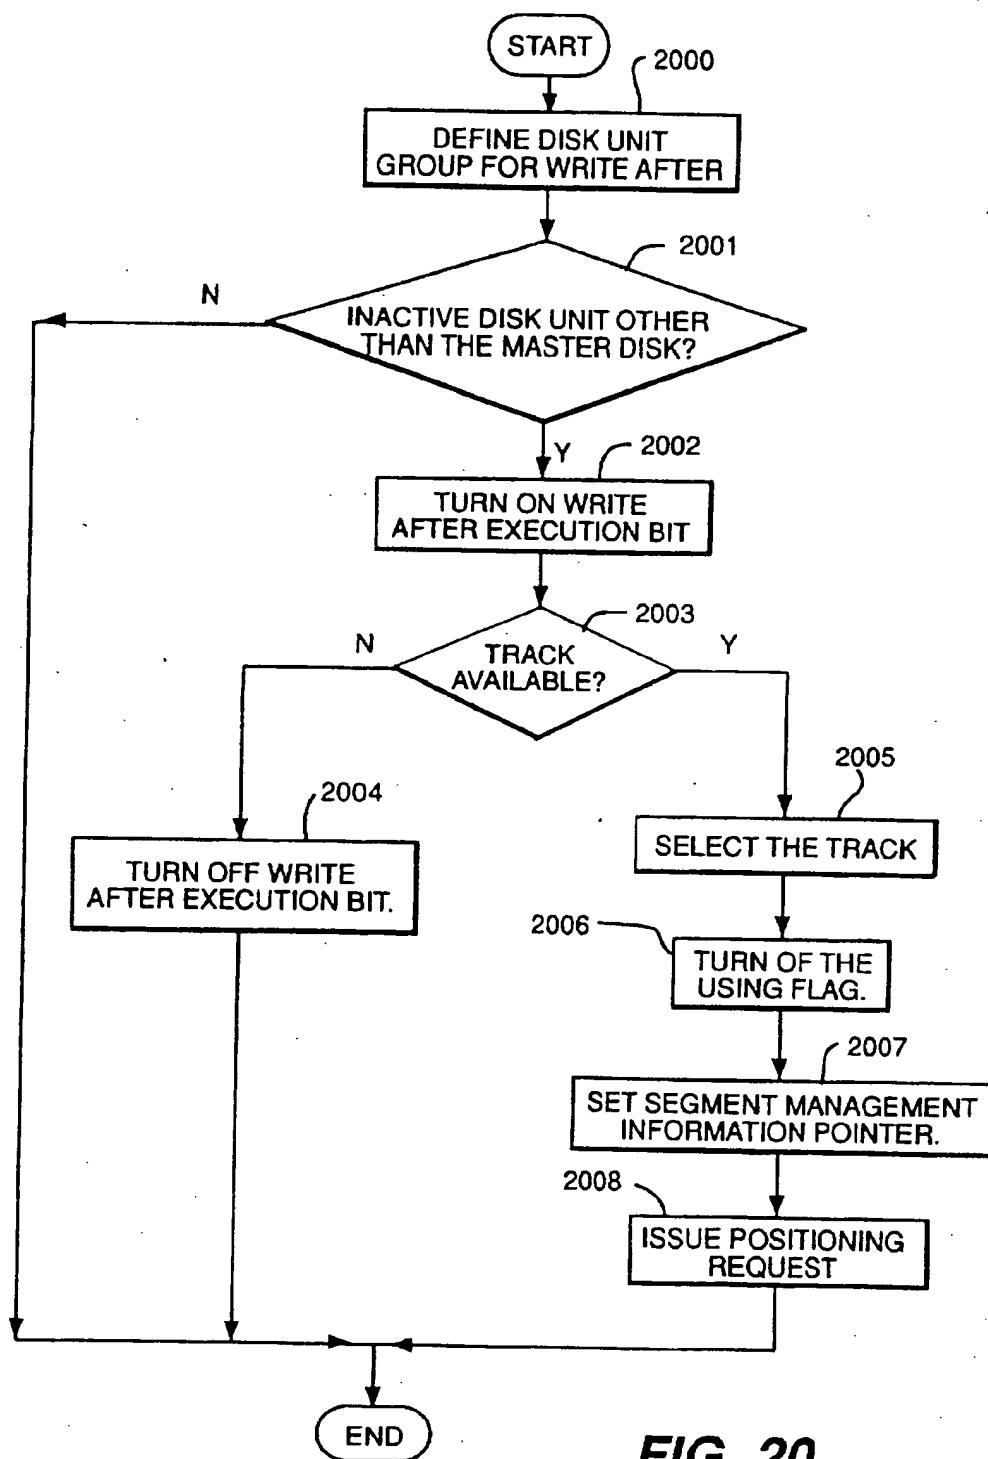 START
2000
DEFINE DISK UNIT
GROUP FOR WRITE AFTER
2001
N
INACTIVE DISK UNIT OTHER
THAN THE MASTER DISK?
Y
2002
TURN ON WRITE
AFTER EXECUTION BIT
2003
N
TRACK
AVAILABLE?
Y
2004
TURN OFF WRITE
AFTER EXECUTION BIT.
2005
SELECT THE TRACK
2006
TURN OF THE
USING FLAG.
2007
SET SEGMENT MANAGEMENT
INFORMATION POINTER.
2008
ISSUE POSITIONING
REQUEST
END
FIG. 20